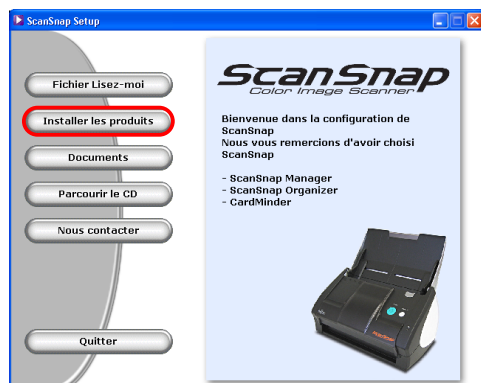 ScanSnap Setup
Fichier Lisez-moi
Installer les produits
Documents
Parcourir le CD
Nous contacter
Quitter
ScanSnap
Color Image Scanner
Bienvenue dans la configuration de
ScanSnap
Nous vous remercions d'avoir choisi
ScanSnap
- ScanSnap Manager
- ScanSnap Organizer
- CardMinder